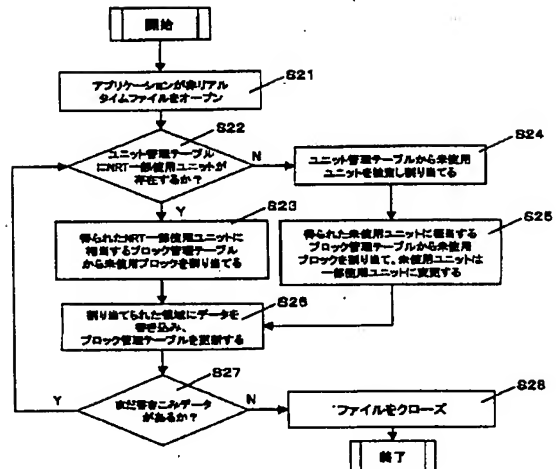 開始
S21
アプリケーションが非リアル
タイムファイルをオープン
S22
ユニット管理テーブル
にNRT一部使用ユニットが
存在するか?
N
Y
S24
ユニット管理テーブルから未使用
ユニットを検索し割り当てる
S23
得られたNRT一部使用ユニットに
相当するブロック管理テーブル
から未使用ブロックを割り当てる
S25
得られた未使用ユニットに相当する
ブロック管理テーブルから未使用
ブロックを割り当て、未使用ユニットは
一部使用ユニットに変更する
S26
割り当てられた領域にデータを
書き込み、
ブロック管理テーブルを更新する
S27
まだ書きこみデータ
があるか?
Y
N
S28
ファイルをクローズ
終了